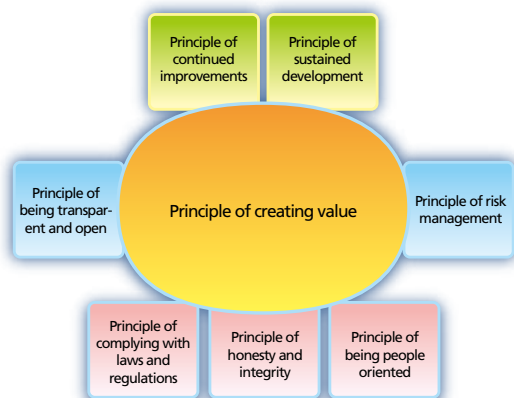 Principle of
continued
improvements
Principle of
sustained
development
Principle of
being transpar-
ent and open
Principle of creating value
Principle of risk
management
Principle of
complying with
laws and
regulations
Principle of
honesty and
integrity
Principle of
being people
oriented